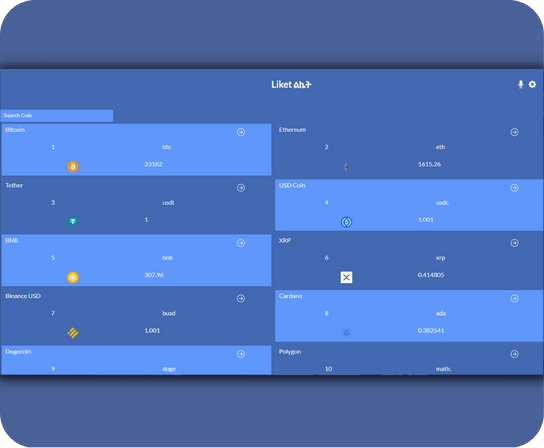 Liket
Search Coin
Bitcoin
1 btc
23182
Ethereum
2 eth
1615.26
Tether
3 usdt
1
USD Coin
4 usdc
1.001
BNB
5 bnb
307.96
XRP
6 xrp
0.414805
Binance USD
7 busd
1.001
Cardano
8 ada
0.382541
Dogecoin
9 doge
Polygon
10 matic